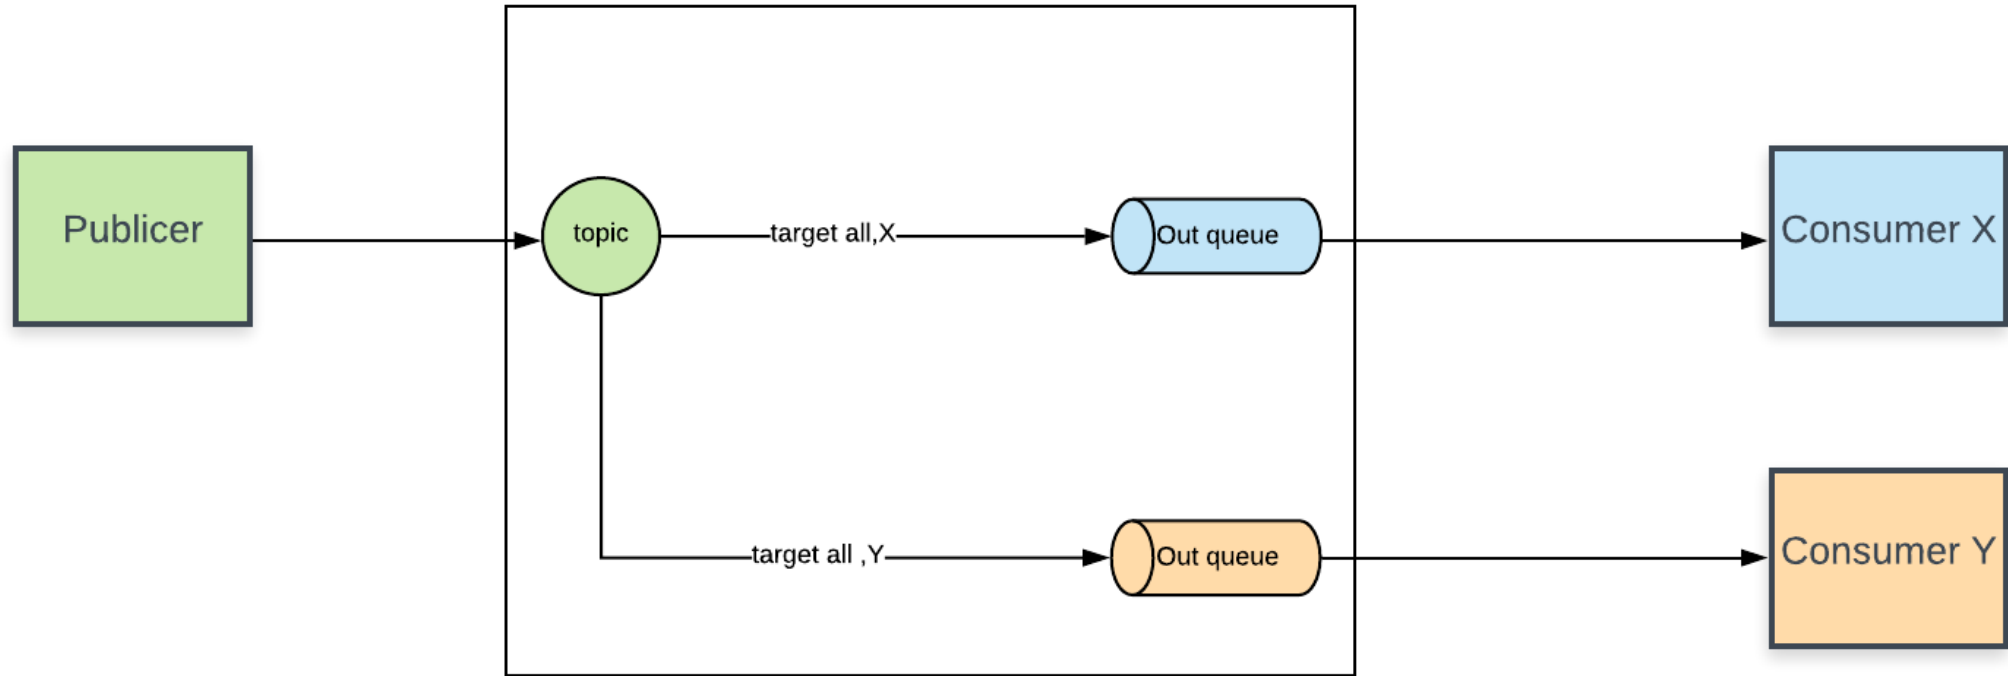 Publicer
topic
target all,X
Out queue
Consumer X
target all ,Y
Out queue
Consumer Y